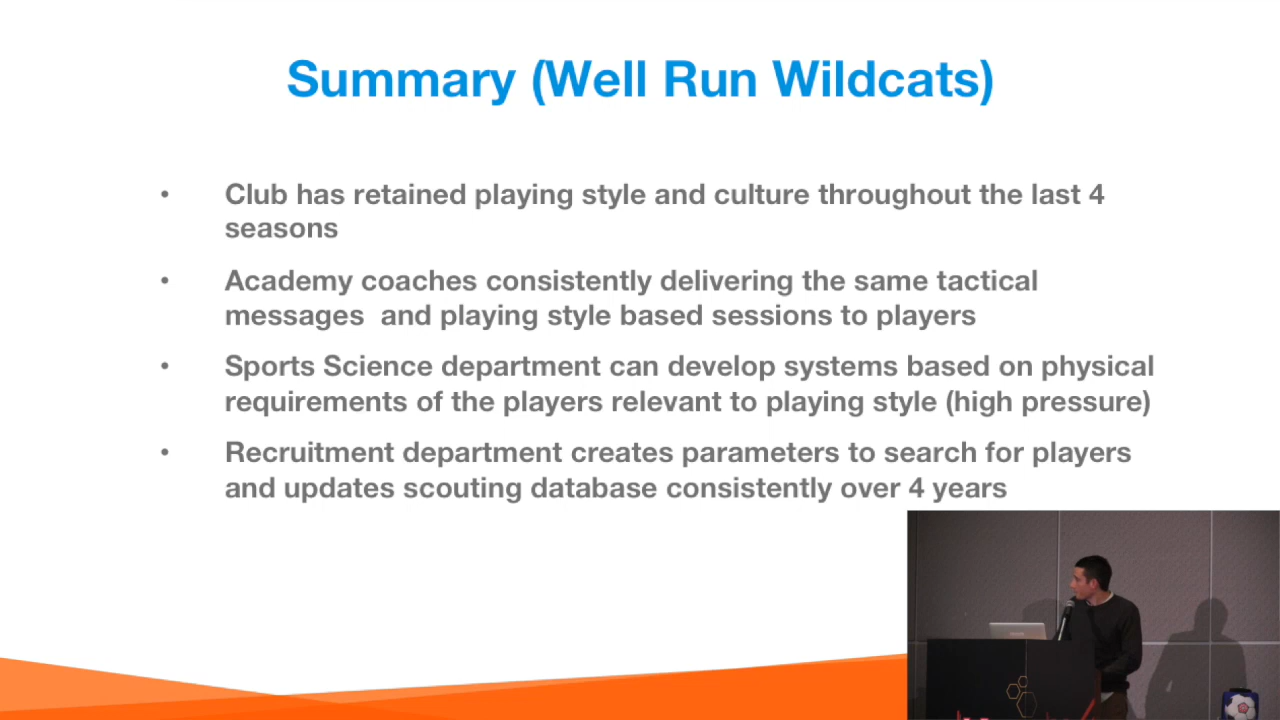 Summary (Well Run Wildcats)
• Club has retained playing style and culture throughout the last 4
seasons
• Academy coaches consistently delivering the same tactical
messages  and playing style based sessions to players
• Sports Science department can develop systems based on physical
requirements of the players relevant to playing style (high pressure)
• Recruitment department creates parameters to search for players
and updates scouting database consistently over 4 years